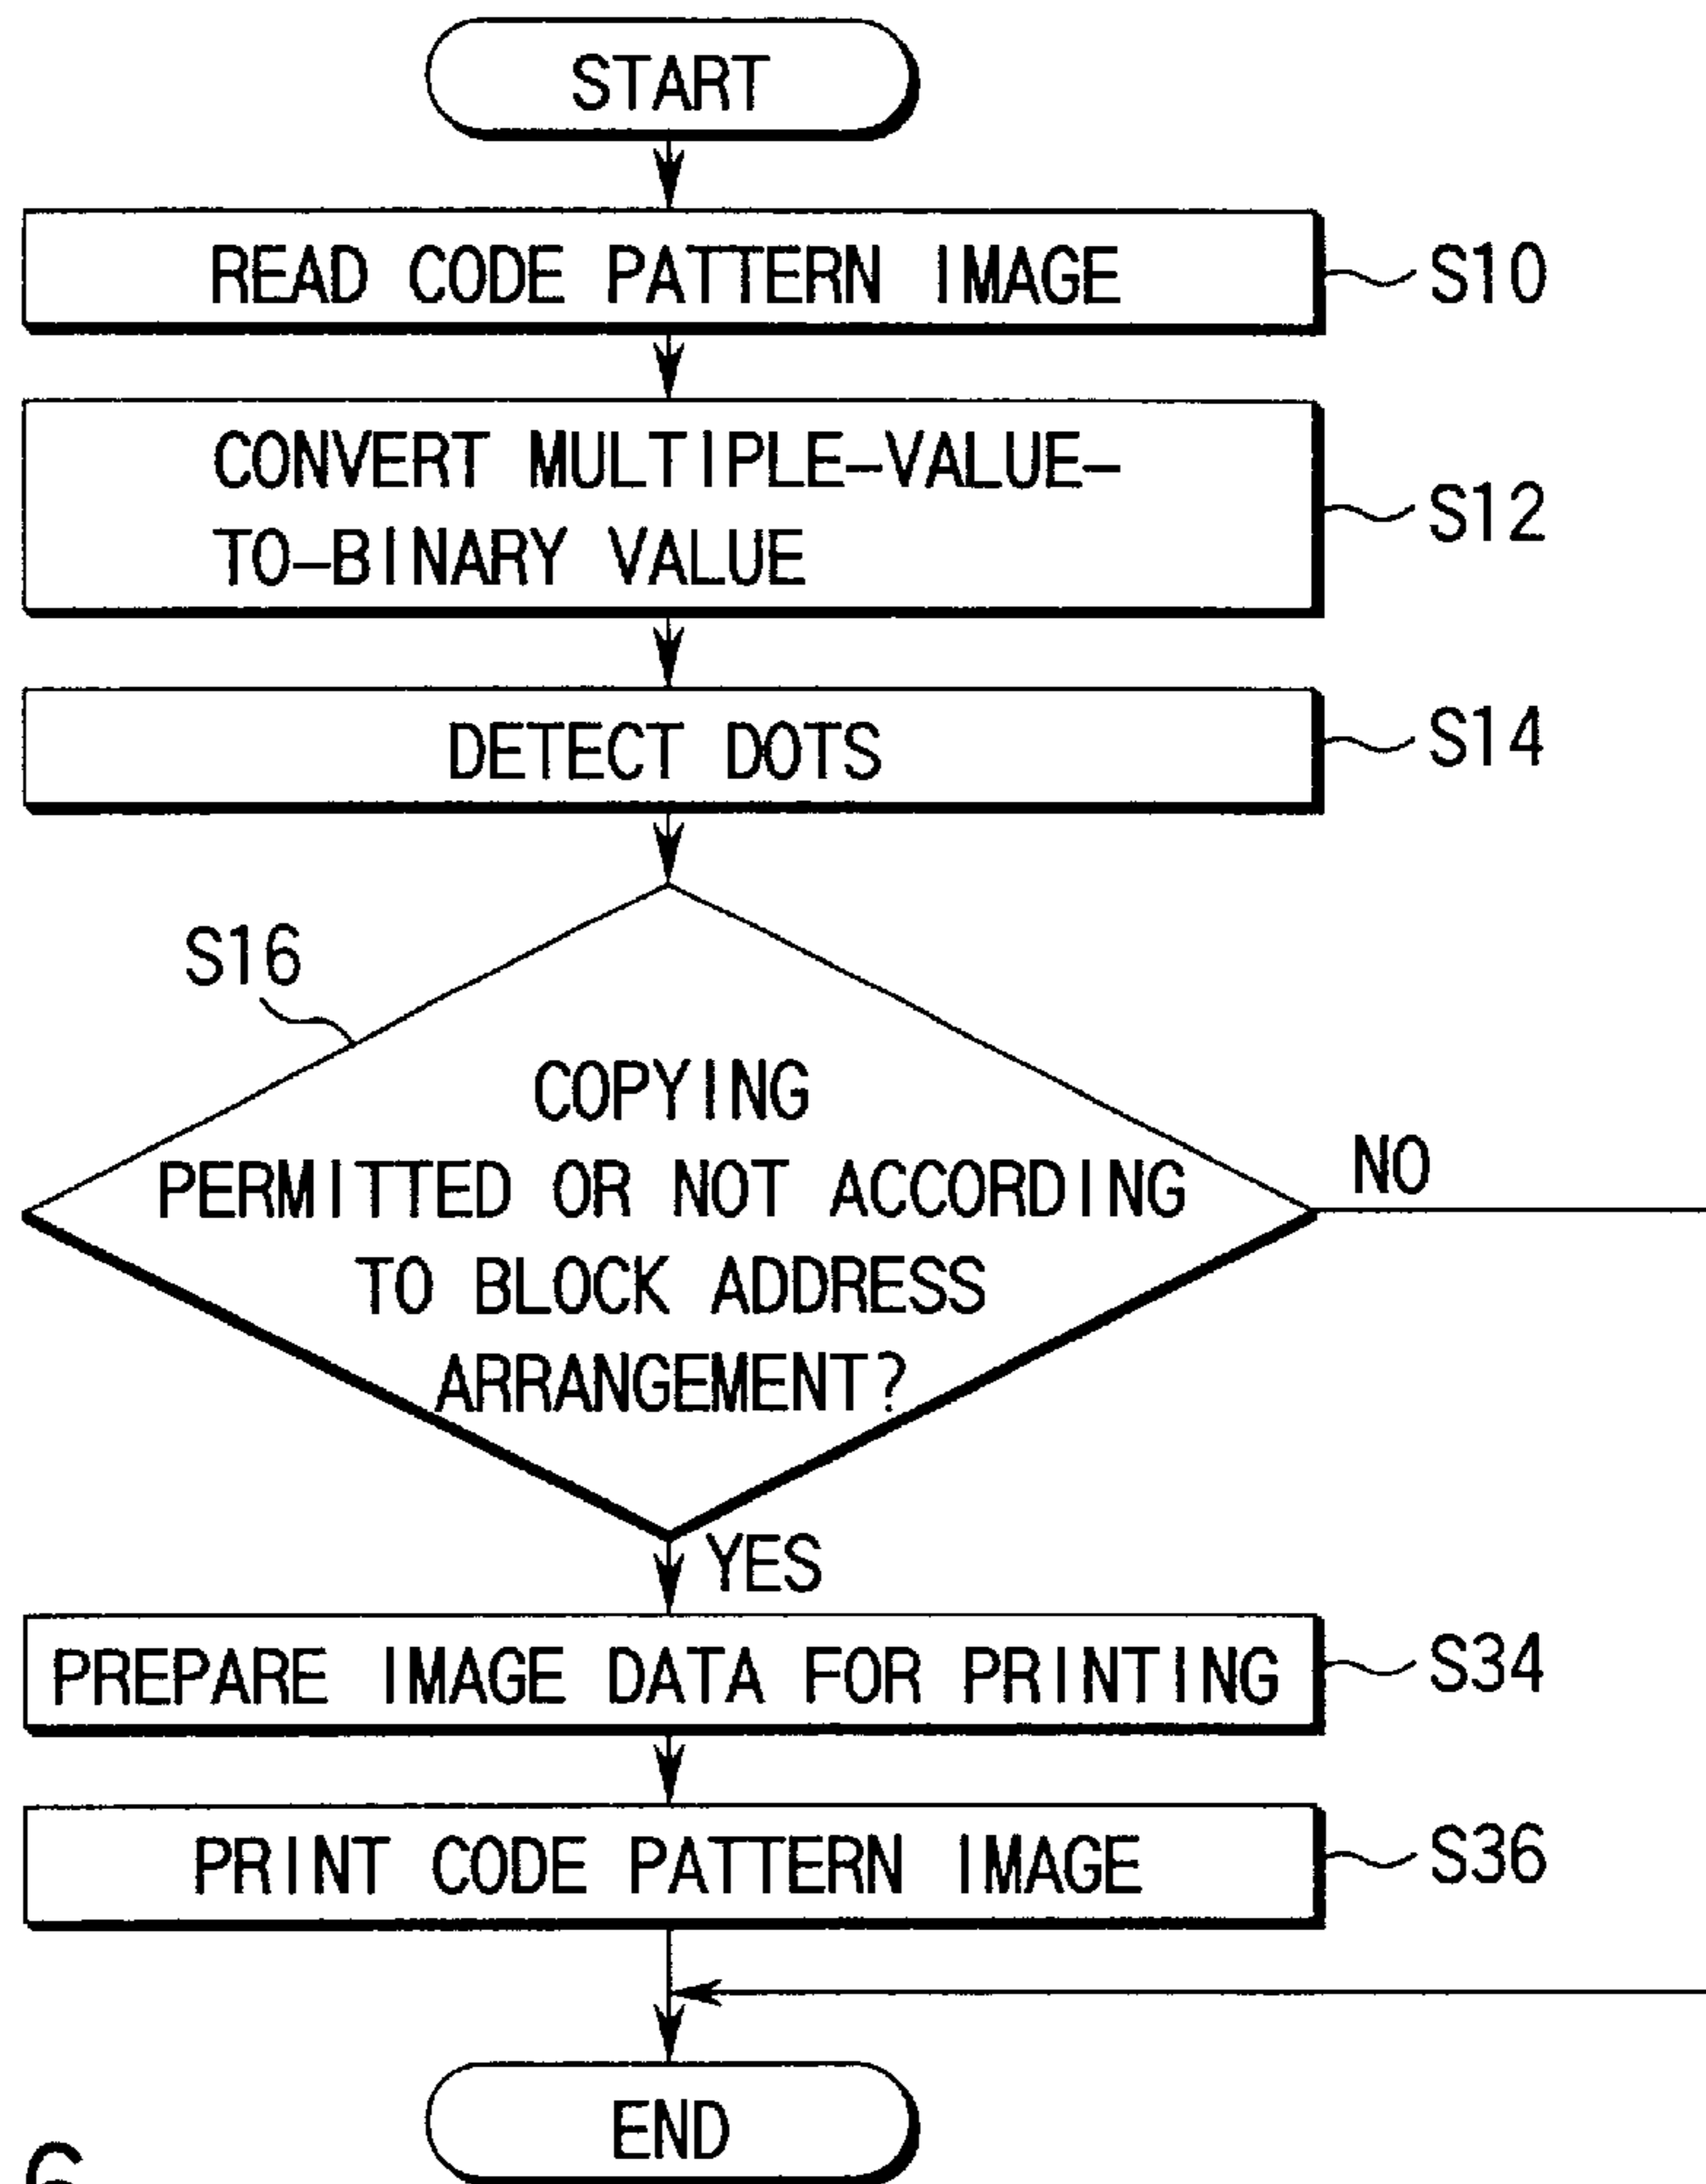 START
READ CODE PATTERN IMAGE
S10
CONVERT MULTIPLE-VALUE-
TO-BINARY VALUE
S12
DETECT DOTS
S14
S16
COPYING
PERMITTED OR NOT ACCORDING
TO BLOCK ADDRESS
ARRANGEMENT?
NO
YES
PREPARE IMAGE DATA FOR PRINTING
S34
PRINT CODE PATTERN IMAGE
S36
END